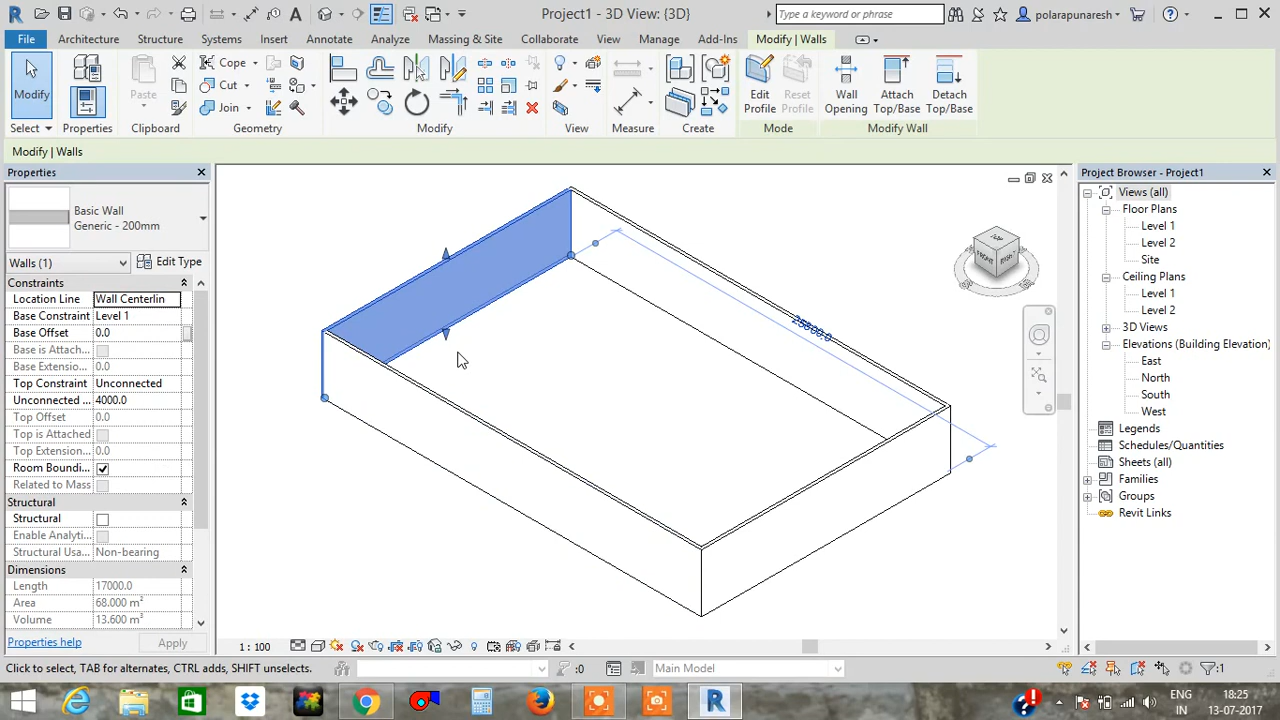 Project1 - 3D View: {3D}
Type a keyword or phrase
polarapunaresh
File
Architecture
Structure
Systems
Insert
Annotate
Analyze
Massing & Site
Collaborate
View
Manage
Add-Ins
Modify | Walls
Modify
Paste
Cope
Cut
Join
Edit
Profile
Reset
Profile
Wall
Opening
Attach
Top/Base
Detach
Top/Base
Select
Properties
Clipboard
Geometry
Modify
View
Measure
Create
Mode
Modify Wall
Modify | Walls
Properties
Basic Wall
Generic - 200mm
Walls (1)
Edit Type
Constraints
Location Line
Wall Centerlin
Base Constraint
Level 1
Base Offset
0.0
Base is Attach...
Base Extensio...
0.0
Top Constraint
Unconnected
Unconnected ...
4000.0
Top Offset
0.0
Top is Attached
Top Extension...
0.0
Room Boundi...
Related to Mass
Structural
Structural
Enable Analyti...
Structural Usa...
Non-bearing
Dimensions
Length
17000.0
Area
68.000 m²
Volume
13.600 m³
Properties help
Apply
TOP
FRONT
Project Browser - Project1
Views (all)
Floor Plans
Level 1
Level 2
Site
Ceiling Plans
Level 1
Level 2
3D Views
Elevations (Building Elevation)
East
North
South
West
Legends
Schedules/Quantities
Sheets (all)
Families
Groups
Revit Links
1 : 100
Click to select, TAB for alternates, CTRL adds, SHIFT unselects.
:0
Main Model
:1
ENG
IN
18:25
13-07-2017